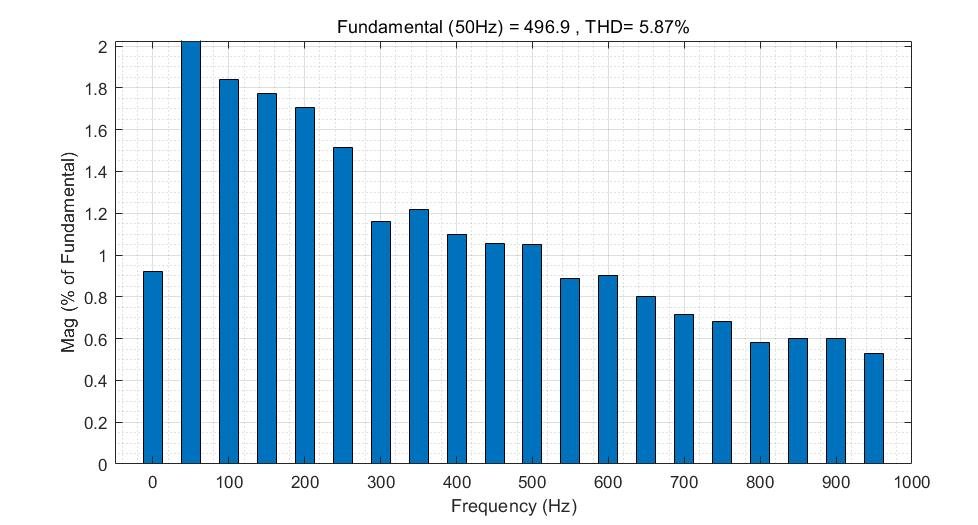 Fundamental (50Hz) = 496.9 , THD= 5.87%
2
1.8
1.6
1.4
1.2
1
0.8
0.6
0.4
0.2
0
Mag (% of Fundamental)
0 100 200 300 400 500 600 700 800 900 1000
Frequency (Hz)